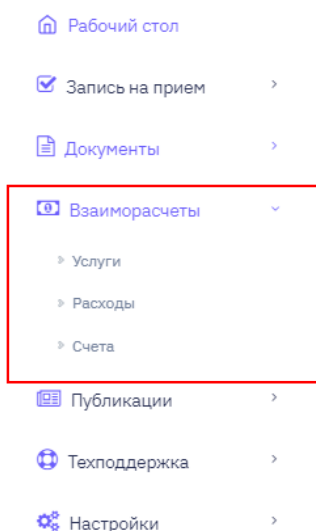 Рабочий стол
Запись на прием
Документы
Взаиморасчеты
Услуги
Расходы
Счета
Публикации
Техподдержка
Настройки